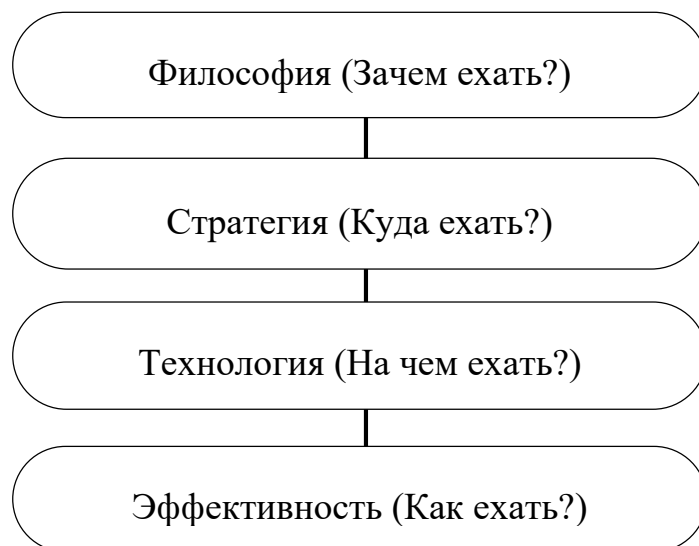 Философия (Зачем ехать?)
Стратегия (Куда ехать?)
Технология (На чем ехать?)
Эффективность (Как ехать?)